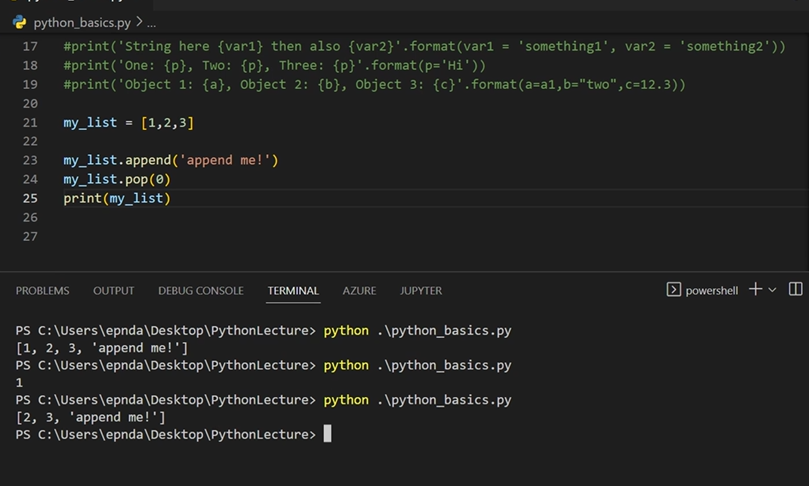 python_basics.py > ...
17 #print('String here {var1} then also {var2}'.format(var1 = 'something1', var2 = 'something2'))
18 #print('One: {p}, Two: {p}, Three: {p}'.format(p='Hi'))
19 #print('Object 1: {a}, Object 2: {b}, Object 3: {c}'.format(a=a1,b="two",c=12.3))
20
21 my_list = [1,2,3]
22
23 my_list.append('append me!')
24 my_list.pop(0)
25 print(my_list)
26
27
PROBLEMS OUTPUT DEBUG CONSOLE TERMINAL AZURE JUPYTER powershell
PS C:\Users\epnda\Desktop\PythonLecture> python .\python_basics.py
[1, 2, 3, 'append me!']
PS C:\Users\epnda\Desktop\PythonLecture> python .\python_basics.py
1
PS C:\Users\epnda\Desktop\PythonLecture> python .\python_basics.py
[2, 3, 'append me!']
PS C:\Users\epnda\Desktop\PythonLecture>